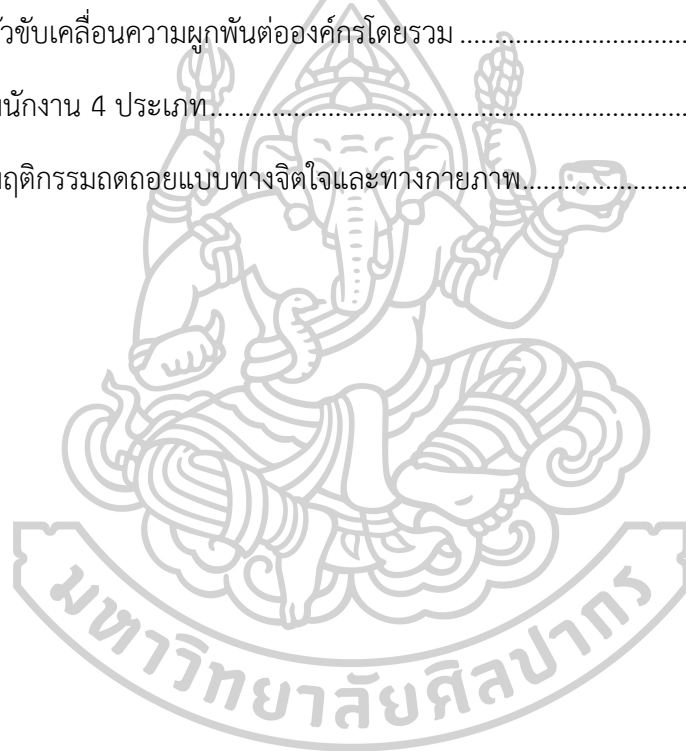 วขับเคลื่อนความผูกพันต่อองค์กรโดยรวม ....................................
นักงาน 4 ประเภท....................................................................
ฤติกรรมถดถอยแบบทางจิตใจและทางกายภาพ.........................
มหาวิทยาลัยศิลปากร